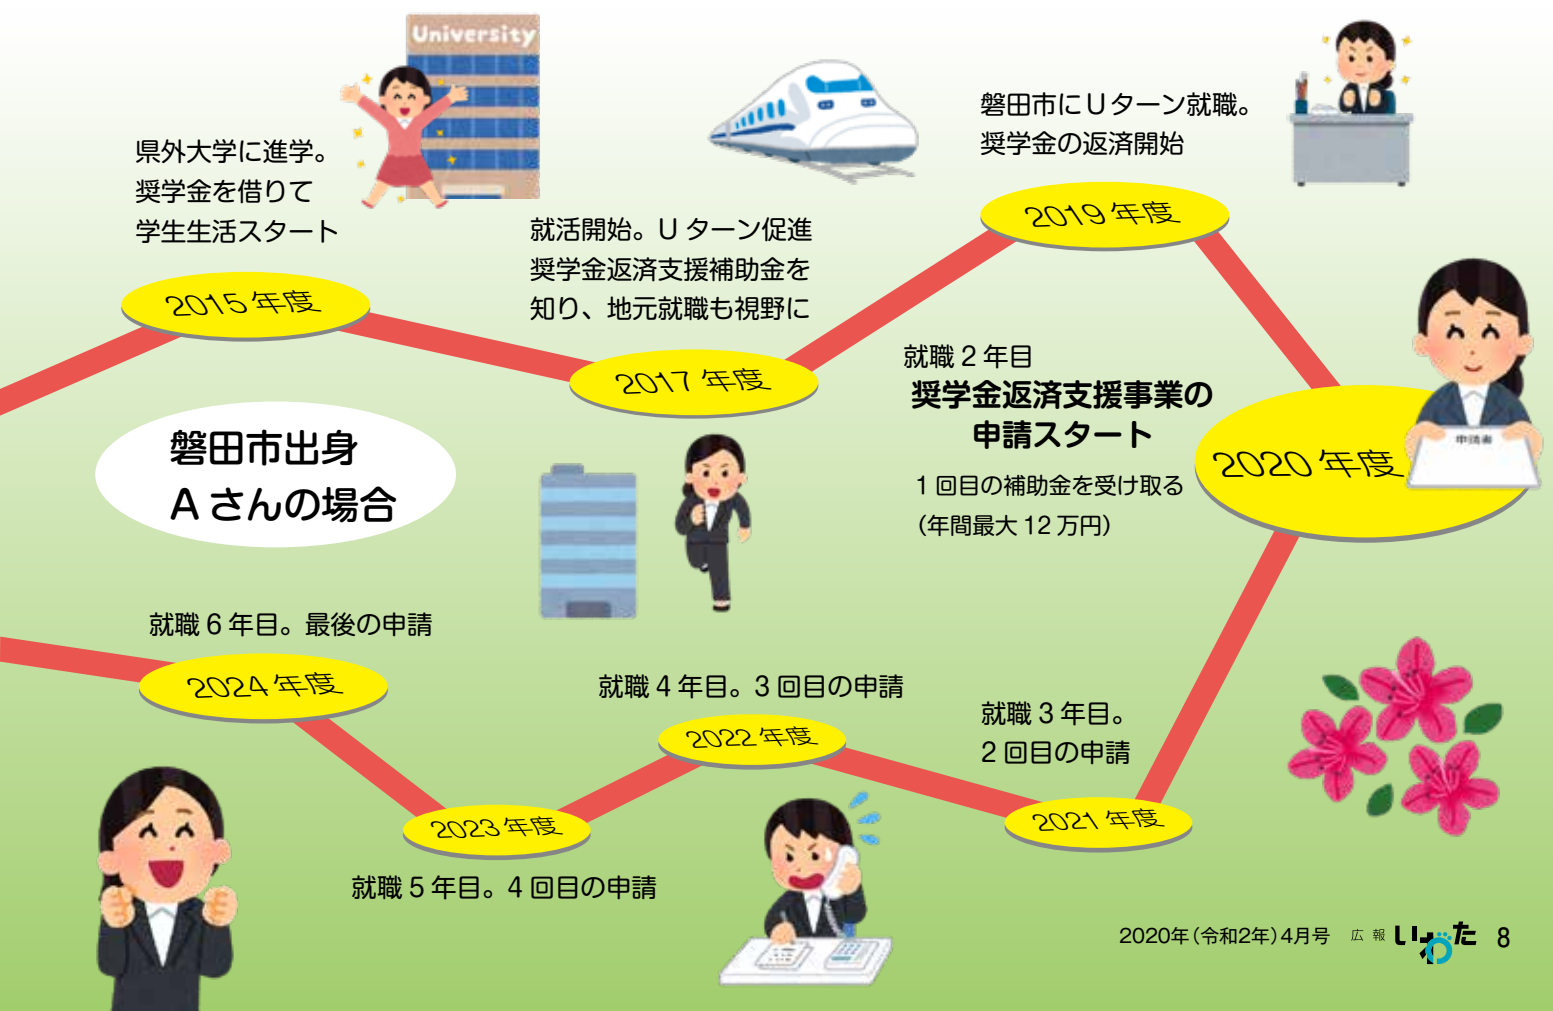 University
県外大学に進学。
奨学金を借りて
学生生活スタート
2015年度
就活開始。Uターン促進
奨学金返済支援補助金を
知り、地元就職も視野に
2017年度
磐田市にUターン就職。
奨学金の返済開始
2019年度
就職2年目
奨学金返済支援事業の
申請スタート
1回目の補助金を受け取る
（年間最大12万円）
2020年度
申請書
磐田市出身
Aさんの場合
就職3年目。
2回目の申請
2021年度
就職4年目。3回目の申請
2022年度
2023年度
就職5年目。4回目の申請
就職6年目。最後の申請
2024年度
2020年（令和2年）4月号 広報いわた 8